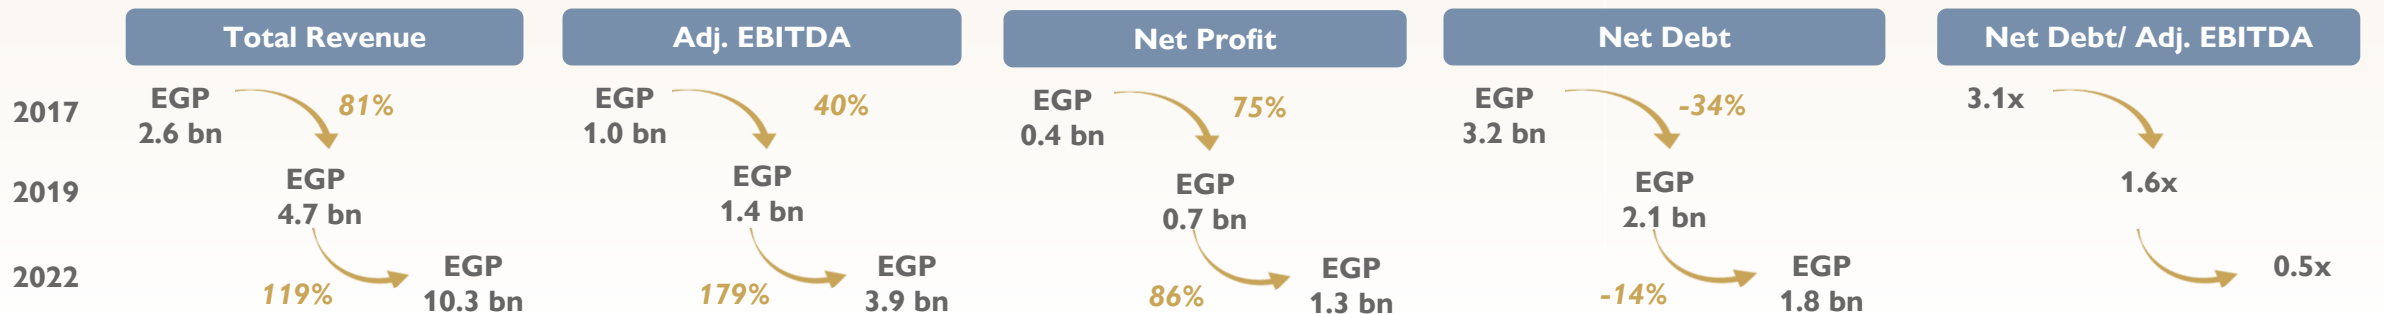 Total Revenue
Adj. EBITDA
Net Profit
Net Debt
Net Debt/ Adj. EBITDA
2017
EGP
2.6 bn
81%
EGP
1.0 bn
40%
EGP
0.4 bn
75%
EGP
3.2 bn
-34%
3.1x
2019
EGP
4.7 bn
EGP
1.4 bn
EGP
0.7 bn
EGP
2.1 bn
1.6x
2022
119%
EGP
10.3 bn
179%
EGP
3.9 bn
86%
EGP
1.3 bn
-14%
EGP
1.8 bn
0.5x